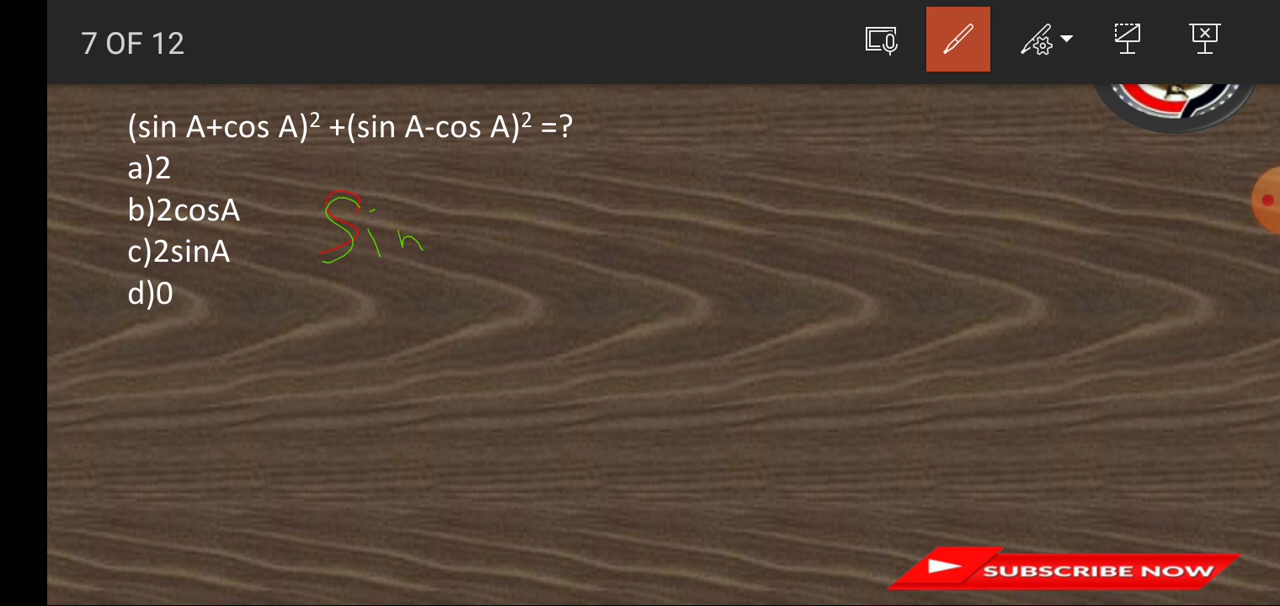 7 OF 12
(sin A+cos A)² +(sin A-cos A)² =?
a)2
b)2cosA
c)2sinA
d)0
Sin
SUBSCRIBE NOW